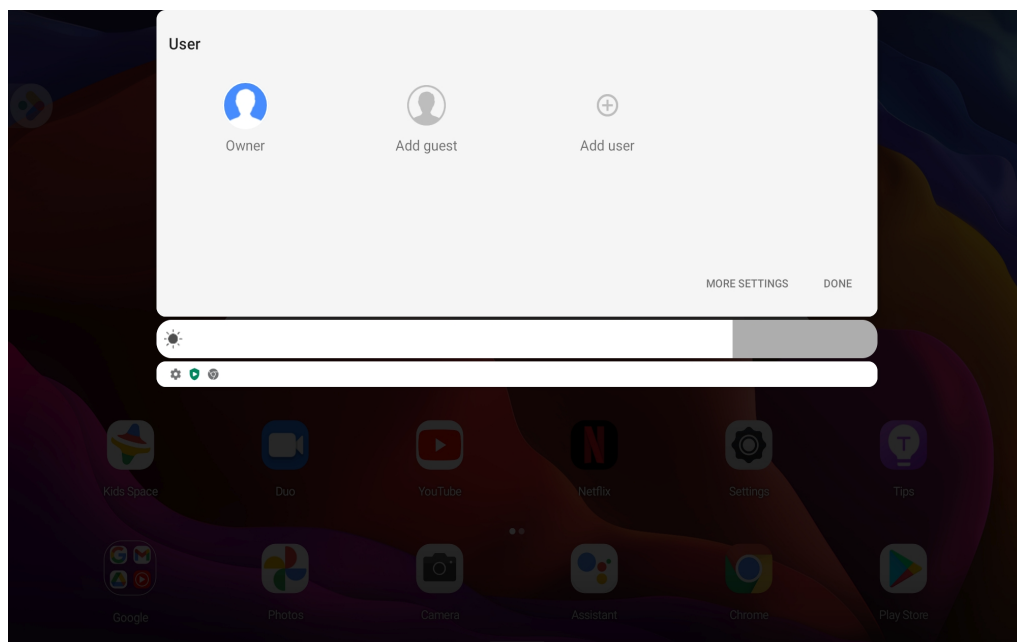 User
Owner
Add guest
Add user
MORE SETTINGS DONE
Kids Space Duo YouTube Netflix Settings Tips
T
N
G M
Google Photos Camera Assistant Chrome Play Store